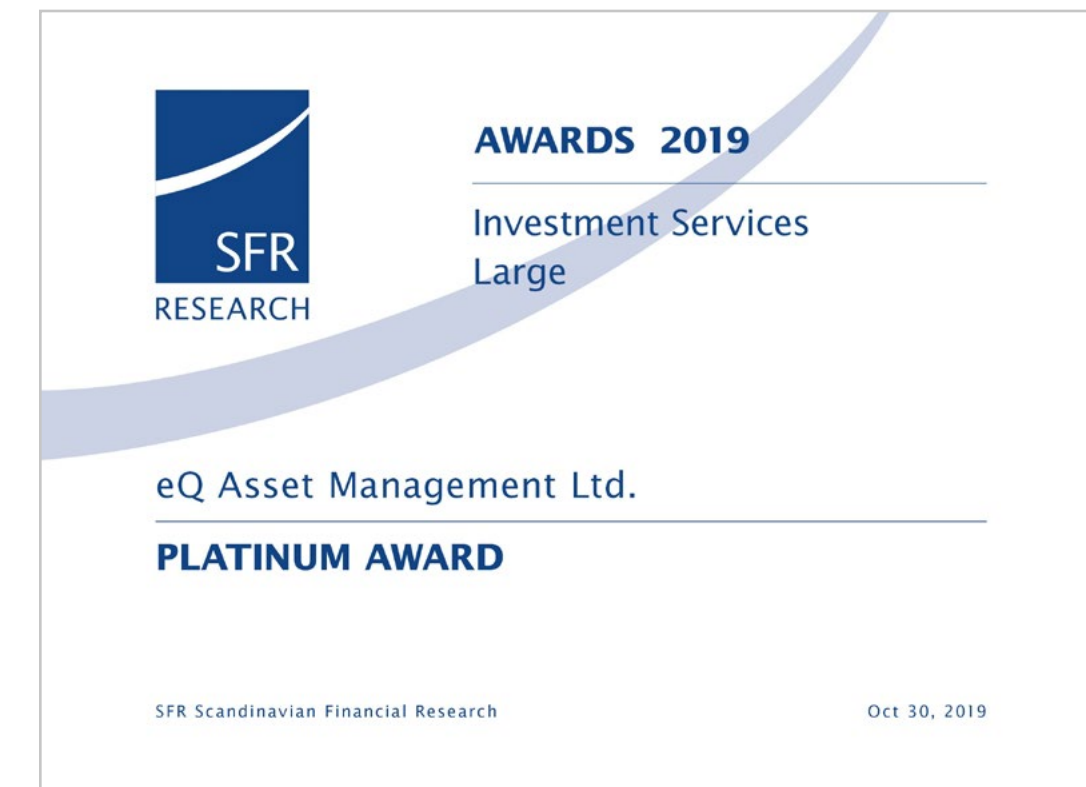 SFR
RESEARCH
AWARDS 2019
Investment Services
Large
eQ Asset Management Ltd.
PLATINUM AWARD
SFR Scandinavian Financial Research
Oct 30, 2019